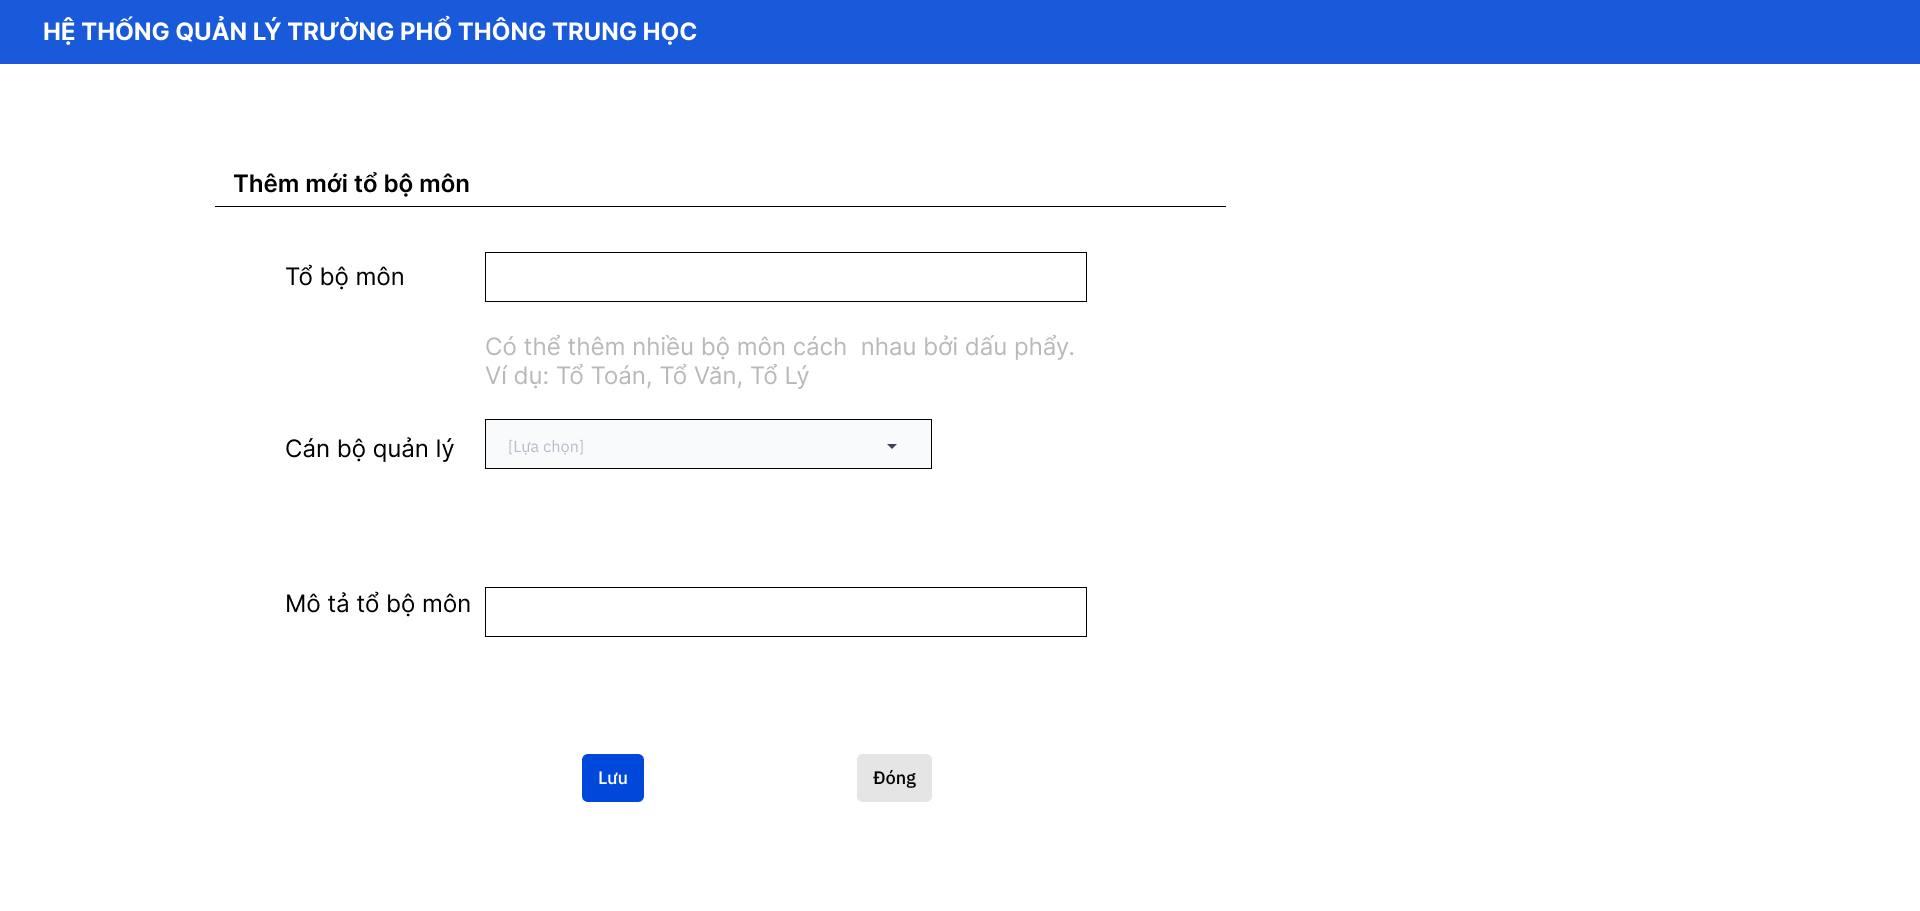 HỆ THỐNG QUẢN LÝ TRƯỜNG PHỔ THÔNG TRUNG HỌC
Thêm mới tổ bộ môn
Tổ bộ môn
Có thể thêm nhiều bộ môn cách  nhau bởi dấu phẩy.
Ví dụ: Tổ Toán, Tổ Văn, Tổ Lý
Cán bộ quản lý
[Lựa chọn]
Mô tả tổ bộ môn
Lưu
Đóng